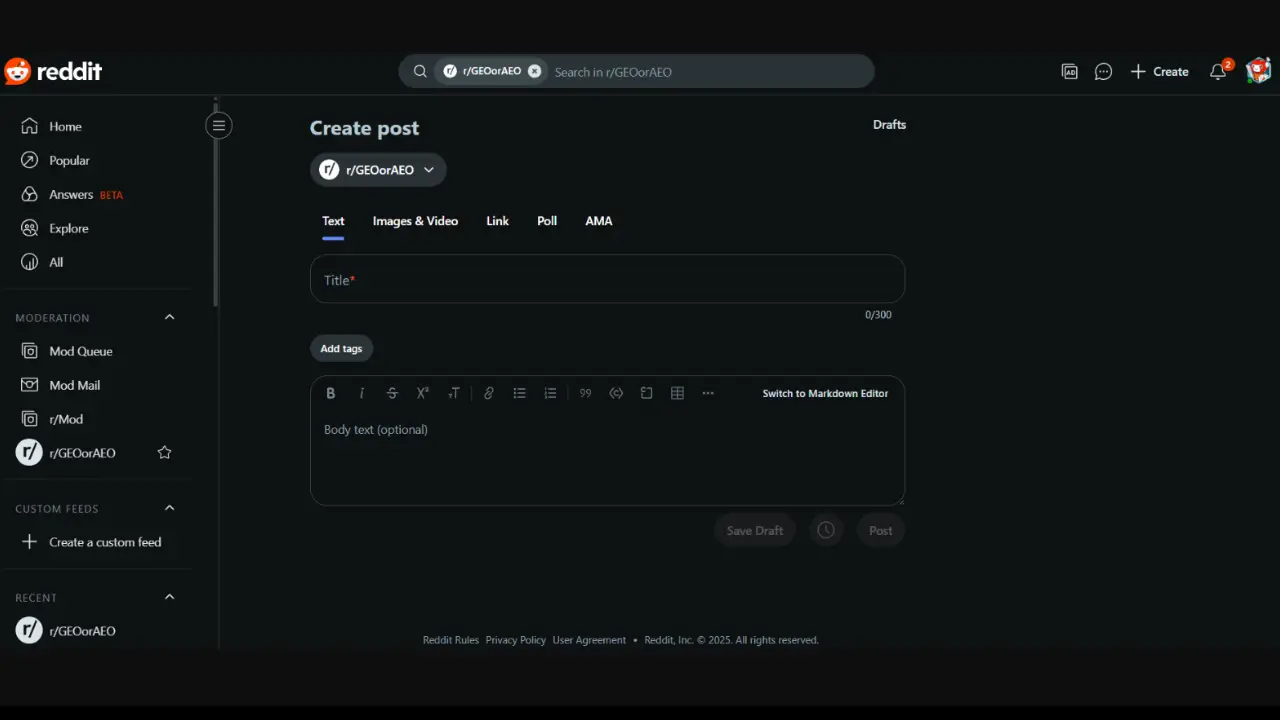 reddit
r/GEOorAEO
Search in r/GEOorAEO
AD
Create
2
Home
Popular
Answers BETA
Explore
All
MODERATION
Mod Queue
Mod Mail
r/Mod
r/ r/GEOorAEO
CUSTOM FEEDS
Create a custom feed
RECENT
r/ r/GEOorAEO
Create post
Drafts
r/ r/GEOorAEO
Text Images & Video Link Poll AMA
Title*
0/300
Add tags
Switch to Markdown Editor
Body text (optional)
Save Draft Post
Reddit Rules Privacy Policy User Agreement • Reddit, Inc. © 2025. All rights reserved.